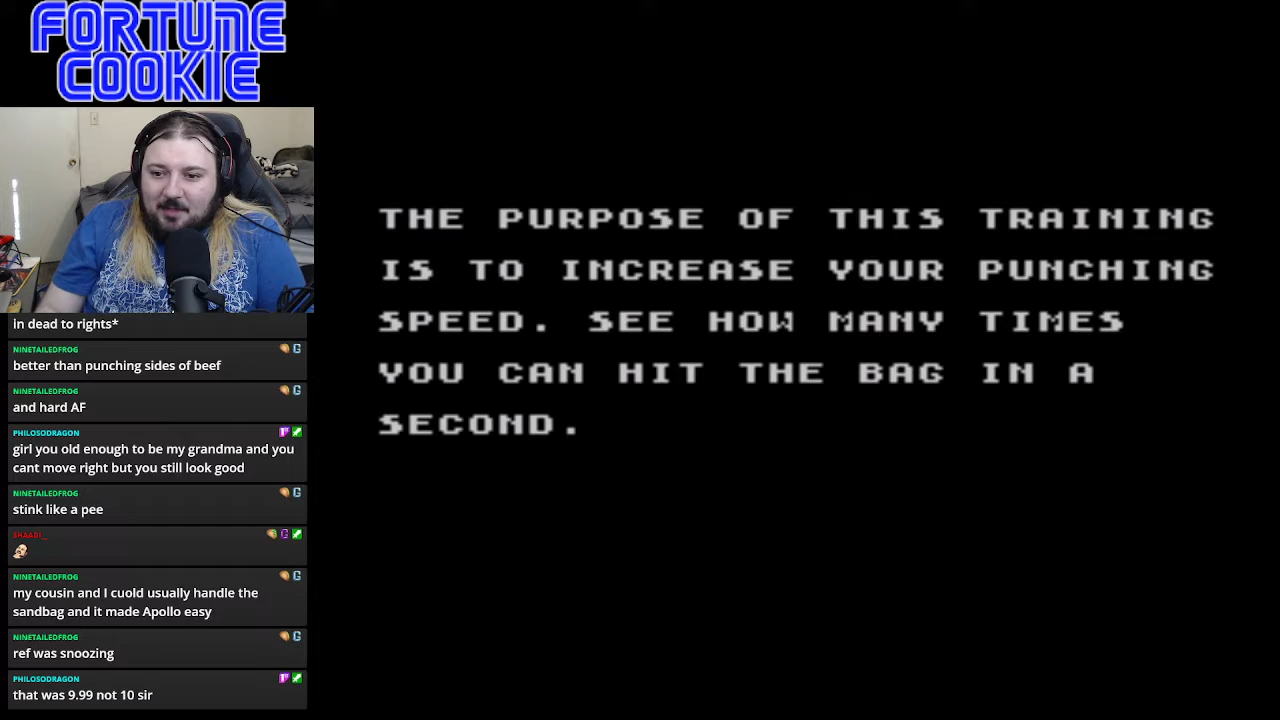 FORTUNE
COOKIE
in dead to rights*
NINETAILEDFROG
better than punching sides of beef
NINETAILEDFROG
and hard AF
PHILOSODRAGON
girl you old enough to be my grandma and you
cant move right but you still look good
NINETAILEDFROG
stink like a pee
SHAADI__
NINETAILEDFROG
my cousin and I cuold usually handle the
sandbag and it made Apollo easy
NINETAILEDFROG
ref was snoozing
PHILOSODRAGON
that was 9.99 not 10 sir
THE PURPOSE OF THIS TRAINING
IS TO INCREASE YOUR PUNCHING
SPEED. SEE HOW MANY TIMES
YOU CAN HIT THE BAG IN A
SECOND.